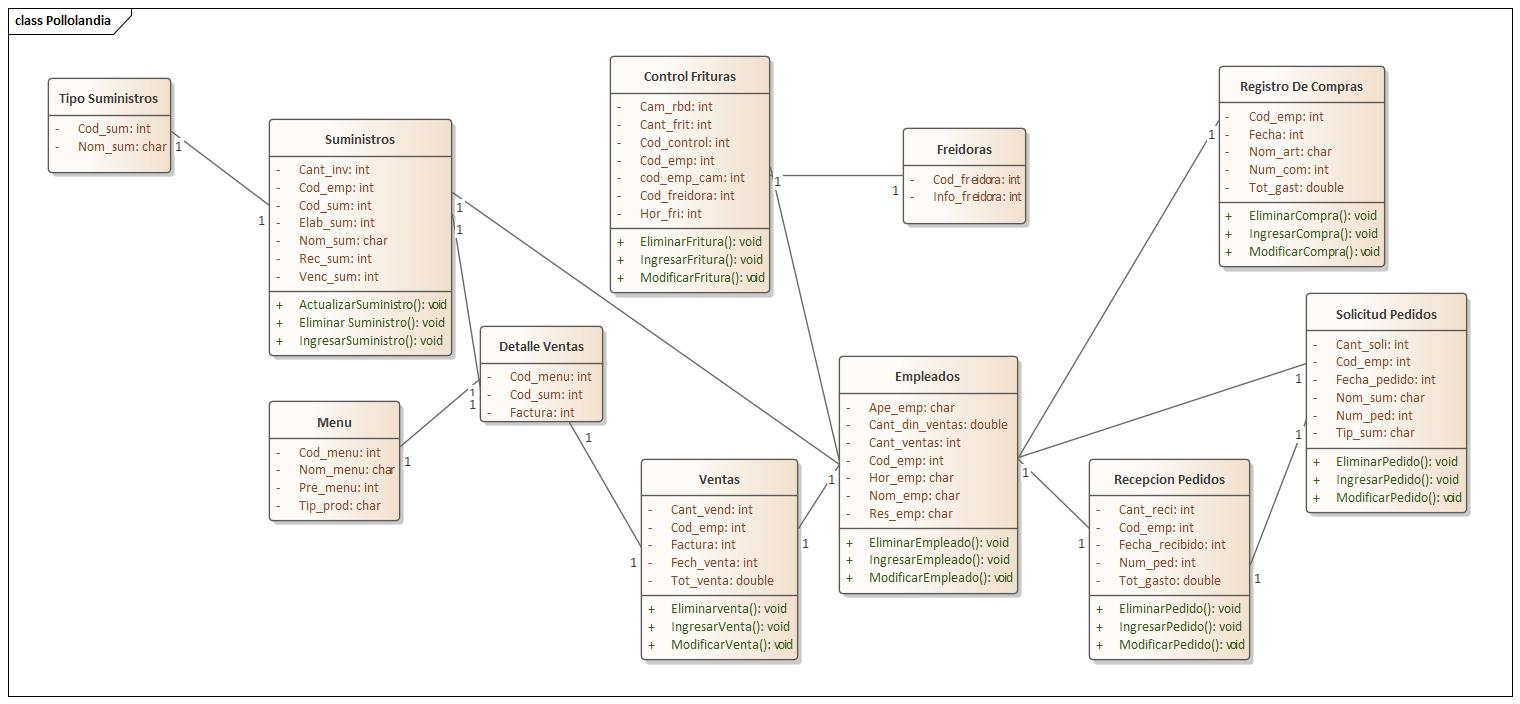 class Pollolandia
Tipo Suministros
- Cod_sum: int
- Nom_sum: char
1
1
Suministros
- Cant_inv: int
- Cod_emp: int
- Cod_sum: int
- Elab_sum: int
- Nom_sum: char
- Rec_sum: int
- Venc_sum: int
+ ActualizarSuministro(): void
+ Eliminar Suministro(): void
+ IngresarSuministro(): void
1
1
Menu
- Cod_menu: int
- Nom_menu: char
- Pre_menu: int
- Tip_prod: char
1
1
1
Detalle Ventas
- Cod_menu: int
- Cod_sum: int
- Factura: int
1
Control Frituras
- Cam_rbd: int
- Cant_frit: int
- Cod_control: int
- Cod_emp: int
- cod_emp_cam: int
- Cod_freidora: int
- Hor_fri: int
+ EliminarFritura(): void
+ IngresarFritura(): void
+ ModificarFritura(): void
1
1
Freidoras
- Cod_freidora: int
- Info_freidora: int
Ventas
- Cant_vend: int
- Cod_emp: int
- Factura: int
- Fech_venta: int
- Tot_venta: double
+ Eliminarventa(): void
+ IngresarVenta(): void
+ ModificarVenta(): void
1
1
1
Empleados
- Ape_emp: char
- Cant_din_ventas: double
- Cant_ventas: int
- Cod_emp: int
- Hor_emp: char
- Nom_emp: char
- Res_emp: char
+ EliminarEmpleado(): void
+ IngresarEmpleado(): void
+ ModificarEmpleado(): void
1
1
Registro De Compras
- Cod_emp: int
- Fecha: int
- Nom_art: char
- Num_com: int
- Tot_gast: double
+ EliminarCompra(): void
+ IngresarCompra(): void
+ ModificarCompra(): void
1
Solicitud Pedidos
- Cant_soli: int
- Cod_emp: int
- Fecha_pedido: int
- Nom_sum: char
- Num_ped: int
- Tip_sum: char
+ EliminarPedido(): void
+ IngresarPedido(): void
+ ModificarPedido(): void
1
1
Recepcion Pedidos
- Cant_reci: int
- Cod_emp: int
- Fecha_recibido: int
- Num_ped: int
- Tot_gasto: double
+ EliminarPedido(): void
+ IngresarPedido(): void
+ ModificarPedido(): void
1
1